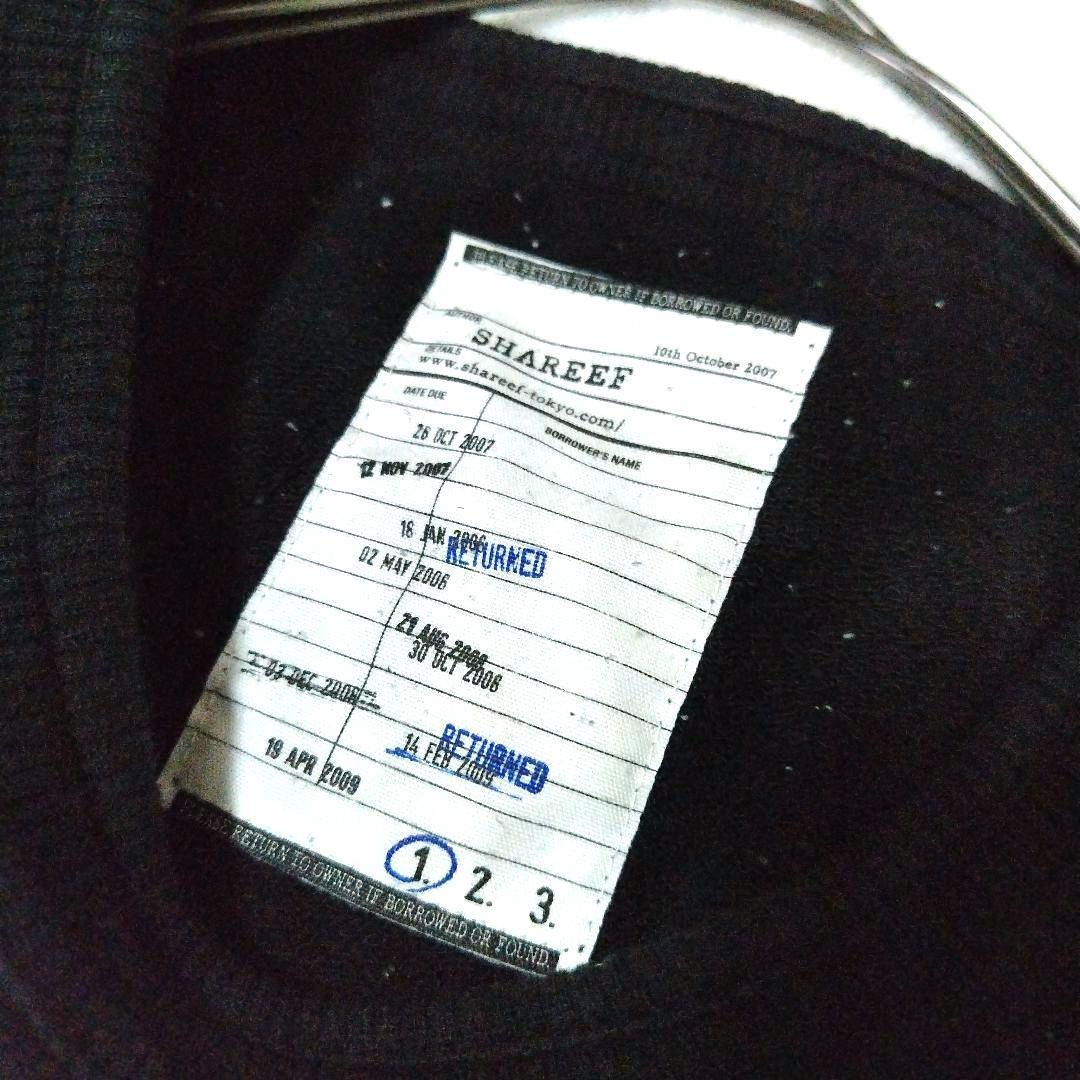 PLEASE RETURN TO OWNER IF BORROWED OR FOUND.
AUTHOR
SHAREEF
10th October 2007
DETAILS
www.shareef-tokyo.com/
DATE DUE
BORROWER'S NAME
26 OCT 2007
12 NOV 2007
16 JAN
RETURNED
02 MAY 2008
29 AUG 2008
30 OCT 2008
03 DEC 2008
RETURNED
14 FEB 2009
19 APR 2009
1. 2. 3.
PLEASE RETURN TO OWNER IF BORROWED OR FOUND.